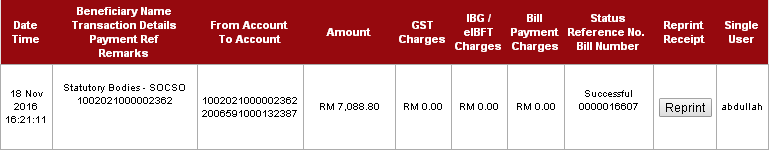 Date
Time
Beneficiary Name
Transaction Details
Payment Ref
Remarks
From Account
To Account
Amount
GST
Charges
IBG /
eIBFT
Charges
Bill
Payment
Charges
Status
Reference No.
Bill Number
Reprint
Receipt
Single
User
18 Nov
2016
16:21:11
Statutory Bodies - SOCSO
1002021000002362
1002021000002362
2006591000132387
RM 7,088.80
RM 0.00
RM 0.00
RM 0.00
Successful
0000016607
Reprint
abdullah